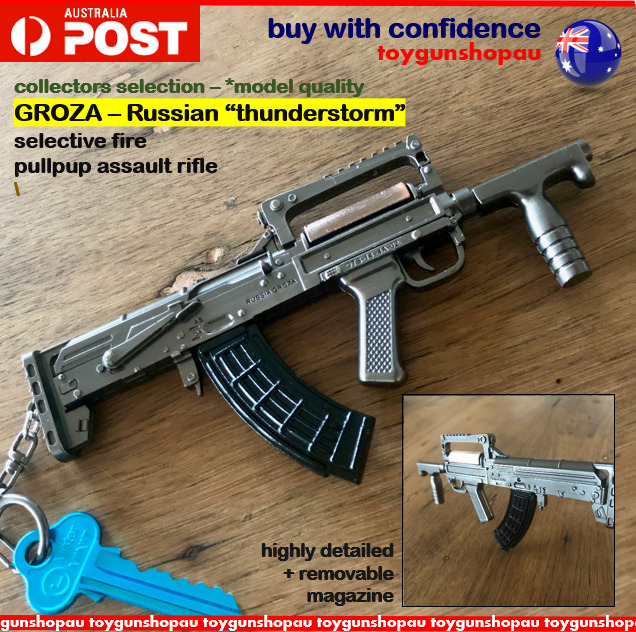 AUSTRALIA
POST
buy with confidence
toygunshopau
collectors selection – *model quality
GROZA – Russian “thunderstorm”
selective fire
pullpup assault rifle
\
RUSSIA GROZA
highly detailed
+ removable
magazine
gunshopau toygunshopau toygunshopau toygunshopau toygunshopau toygunshopau toygunshopau